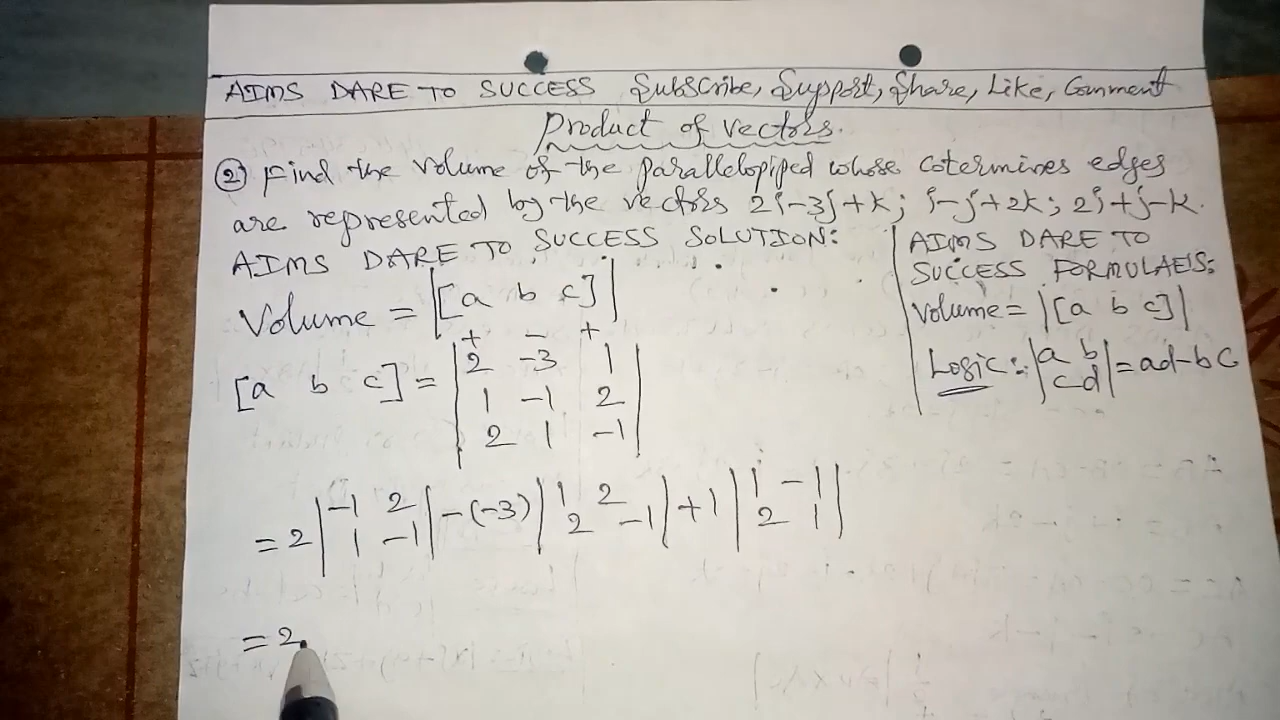 AIMS DARE TO SUCCESS Subscribe, Support, Share, Like, Comment
Product of vectors.
② Find the volume of the parallelopiped whose cotermines edges
are represented by the vectors 2i-3j+k; i-j+2k; 2i+j-k.
AIMS DARE TO SUCCESS SOLUTION:
Volume = |[a b c]|
+ - +
[a b c] = | 2 -3 1 |
1 -1 2
2 1 -1
= 2 | -1 2 | -(-3) | 1 2 | +1 | 1 -1 |
1 -1 2 -1 2 1
= 2
AIMS DARE TO
SUCCESS FORMULAE'S:
Volume = |[a b c]|
Logic: | a b | = ad-bc
c d